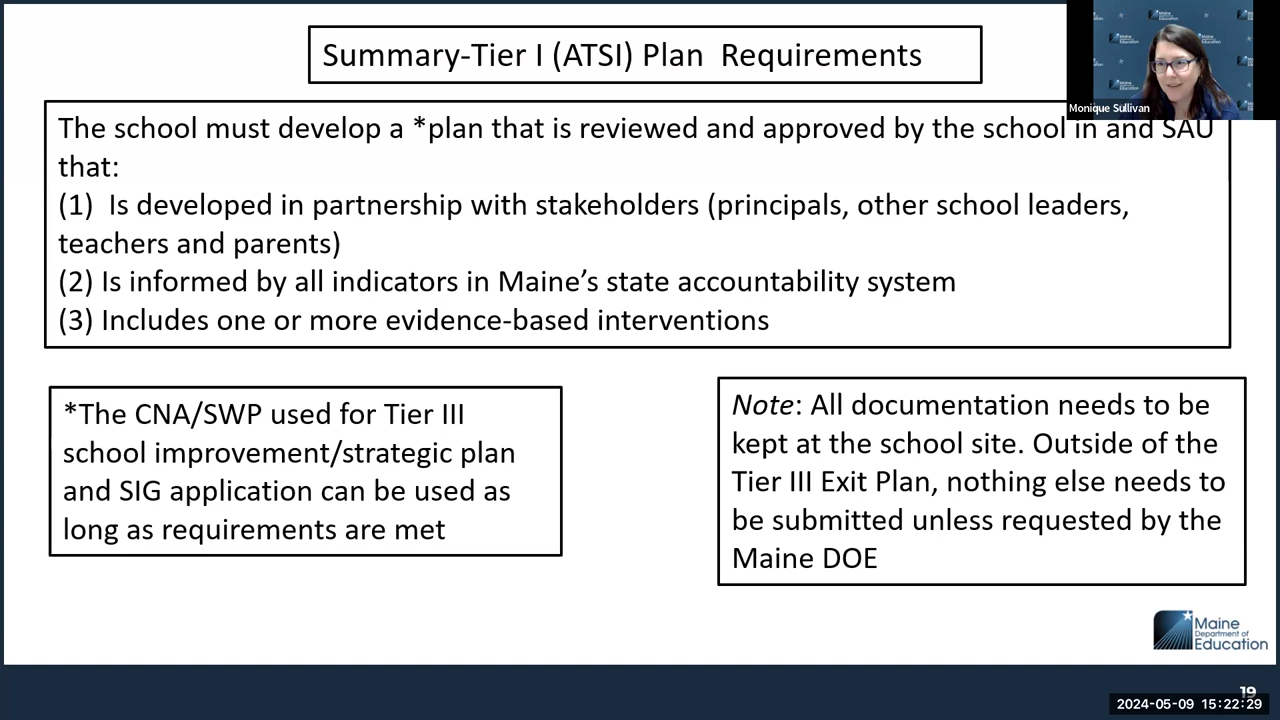 Summary-Tier I (ATSI) Plan  Requirements
Monique Sullivan
The school must develop a *plan that is reviewed and approved by the school in and SAU
that:
(1)  Is developed in partnership with stakeholders (principals, other school leaders,
teachers and parents)
(2) Is informed by all indicators in Maine’s state accountability system
(3) Includes one or more evidence-based interventions
*The CNA/SWP used for Tier III
school improvement/strategic plan
and SIG application can be used as
long as requirements are met
Note: All documentation needs to be
kept at the school site. Outside of the
Tier III Exit Plan, nothing else needs to
be submitted unless requested by the
Maine DOE
Maine
Department of
Education
19
2024-05-09 15:22:29